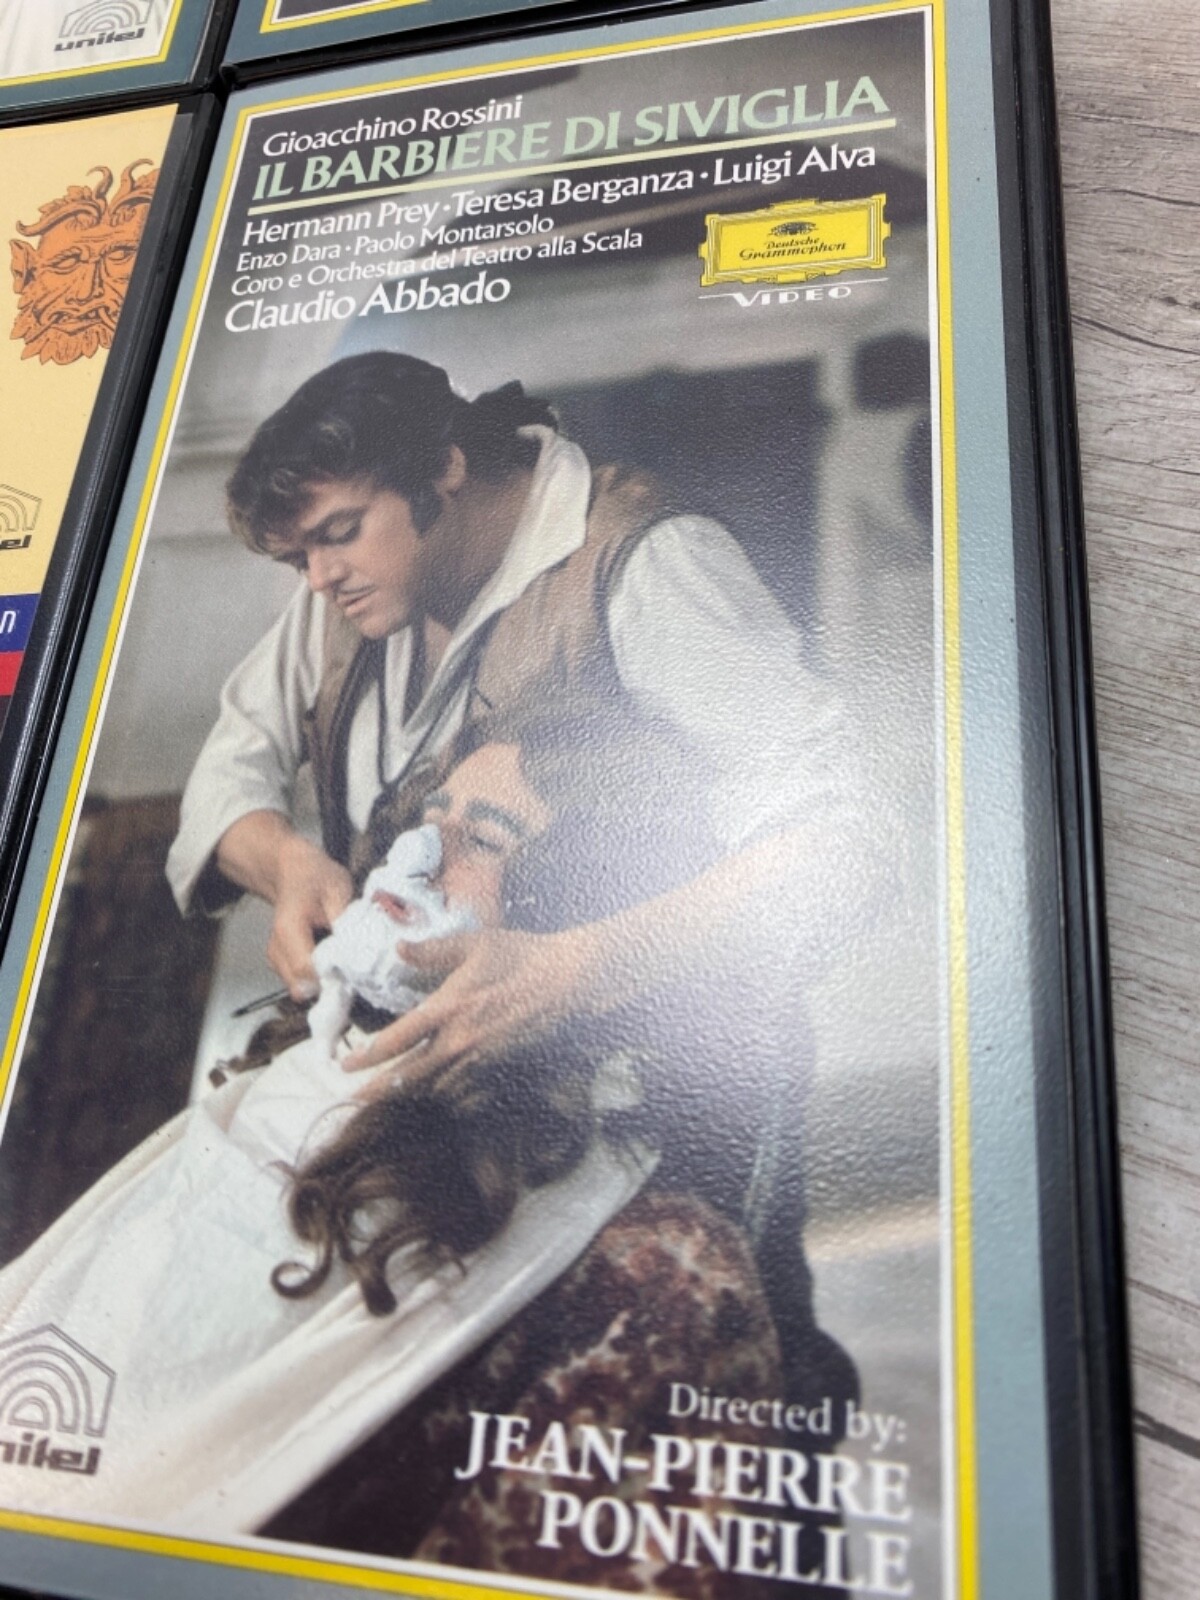 unitel
Gioacchino Rossini
IL BARBIERE DI SIVIGLIA
Hermann Prey · Teresa Berganza · Luigi Alva
Enzo Dara · Paolo Montarsolo
Coro e Orchestra del Teatro alla Scala
Claudio Abbado
Deutsche
Grammophon
VIDEO
Directed by:
JEAN-PIERRE
PONNELLE